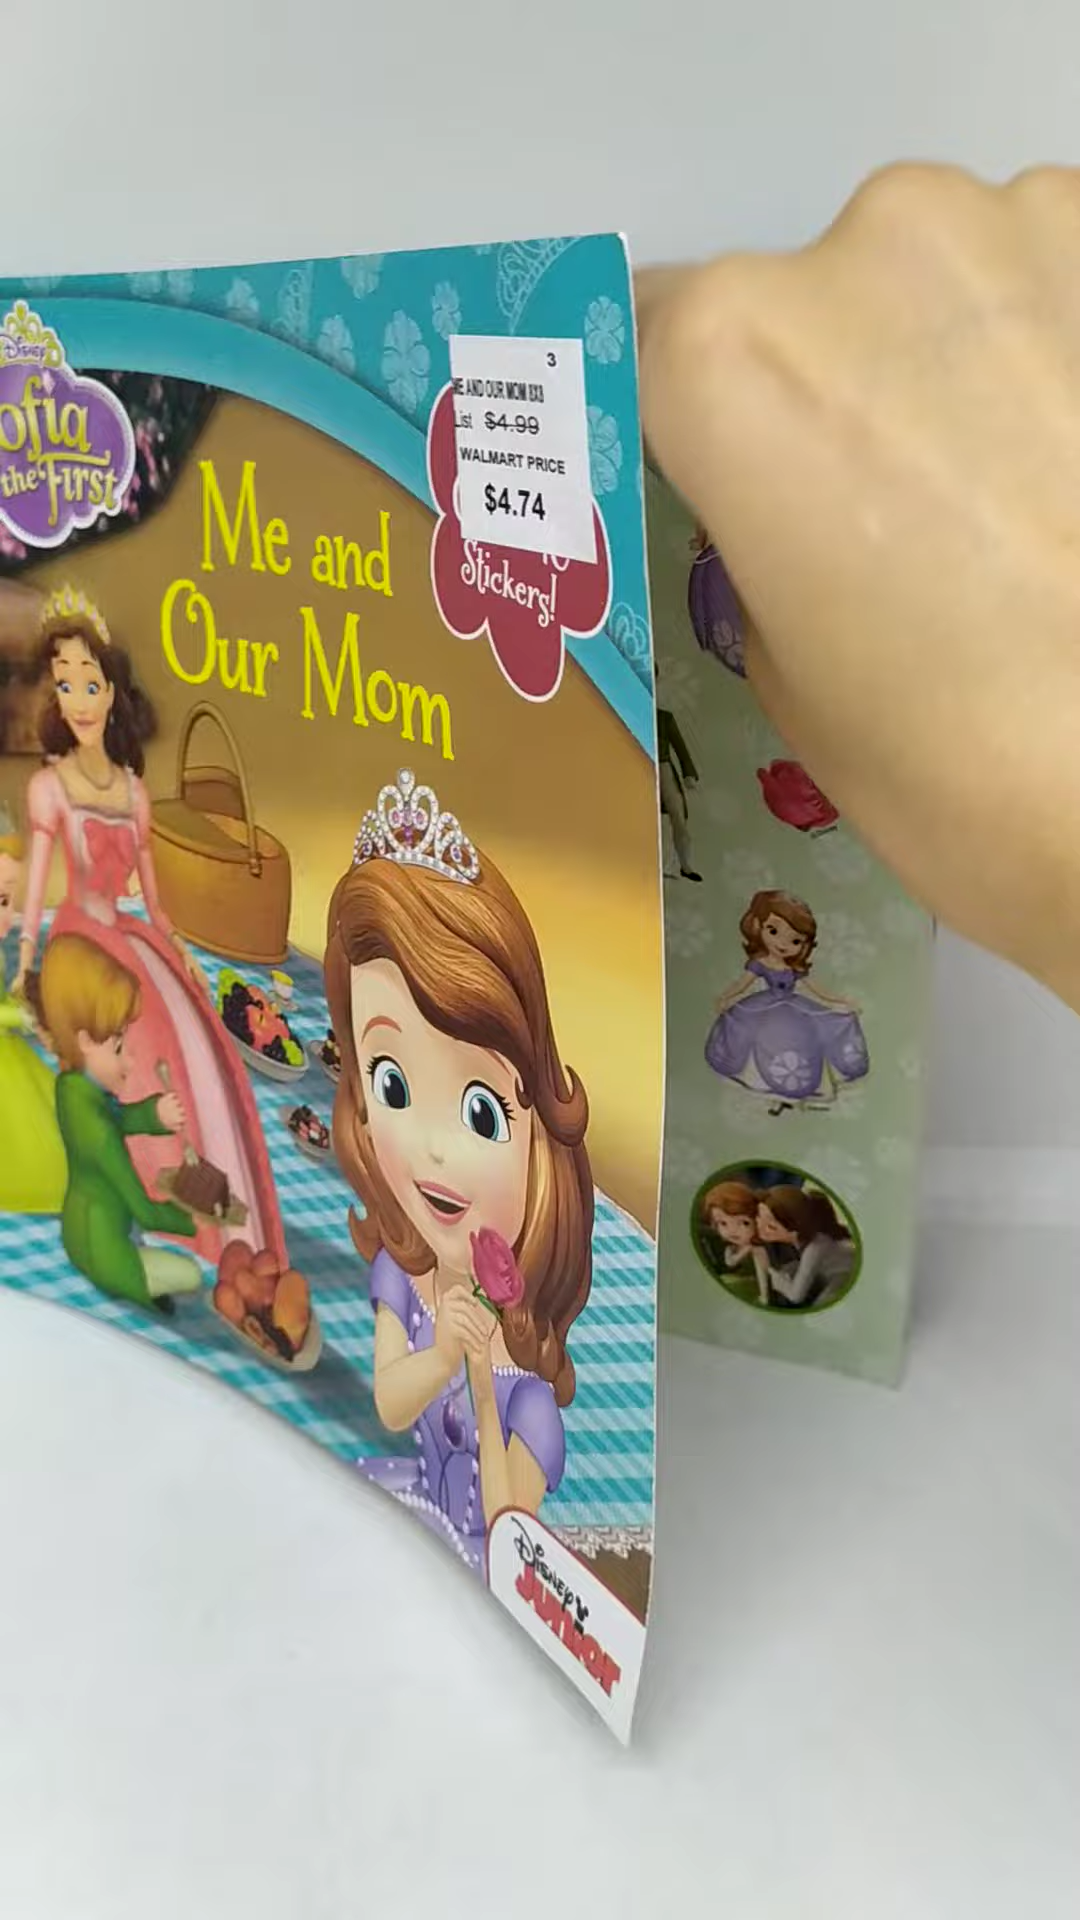 Disney
ofia
the First
Me and
Our Mom
3
ME AND OUR MOM 8X8
List $4.99
WALMART PRICE
$4.74
Stickers!
Disney
Junior